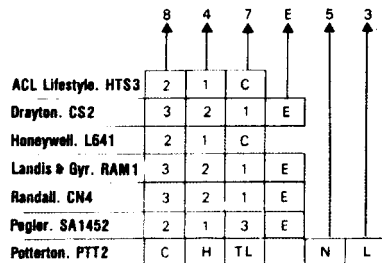 8 4 7 E 5 3
ACL Lifestyle. HTS3 2 1 C
Drayton. CS2 3 2 1 E
Honeywell. L641 2 1 C
Landis & Gyr. RAM1 3 2 1 E
Randall. CN4 3 2 1 E
Pegler. SA1452 2 1 3 E
Potterton. PTT2 C H TL N L